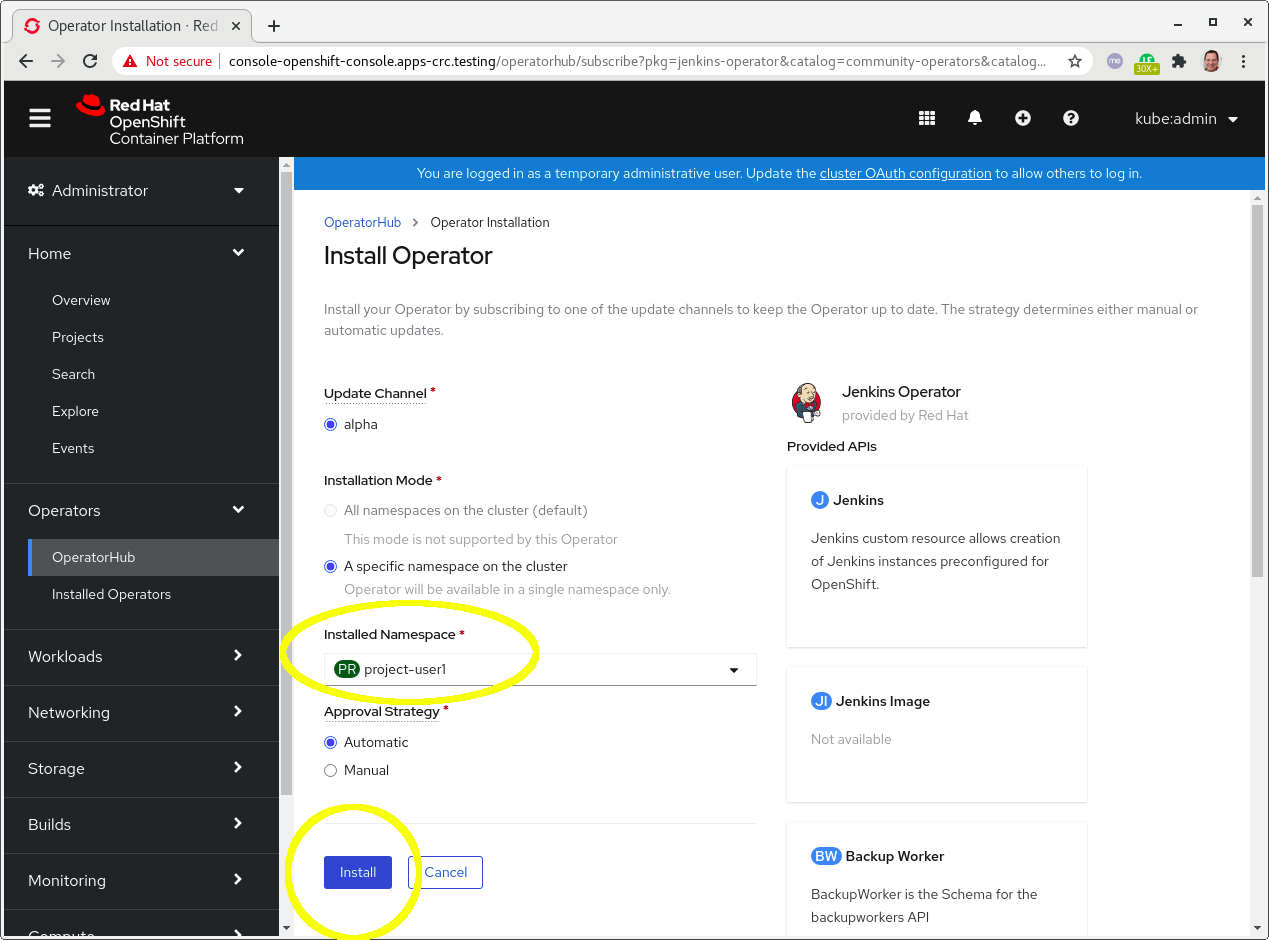 Operator Installation · Red
Not secure
console-openshift-console.apps-crc.testing/operatorhub/subscribe?pkg=jenkins-operator&catalog=community-operators&catalog...
me
30X+
Red Hat
OpenShift
Container Platform
kube:admin
Administrator
You are logged in as a temporary administrative user. Update the cluster OAuth configuration to allow others to log in.
Home
Overview
Projects
Search
Explore
Events
Operators
OperatorHub
Installed Operators
Workloads
Networking
Storage
Builds
Monitoring
Compute
OperatorHub > Operator Installation
Install Operator
Install your Operator by subscribing to one of the update channels to keep the Operator up to date. The strategy determines either manual or
automatic updates.
Update Channel *
alpha
Installation Mode *
All namespaces on the cluster (default)
This mode is not supported by this Operator
A specific namespace on the cluster
Operator will be available in a single namespace only.
Installed Namespace *
PR project-user1
Approval Strategy *
Automatic
Manual
Install
Cancel
Jenkins Operator
provided by Red Hat
Provided APIs
J Jenkins
Jenkins custom resource allows creation
of Jenkins instances preconfigured for
OpenShift.
JI Jenkins Image
Not available
BW Backup Worker
BackupWorker is the Schema for the
backupworkers API